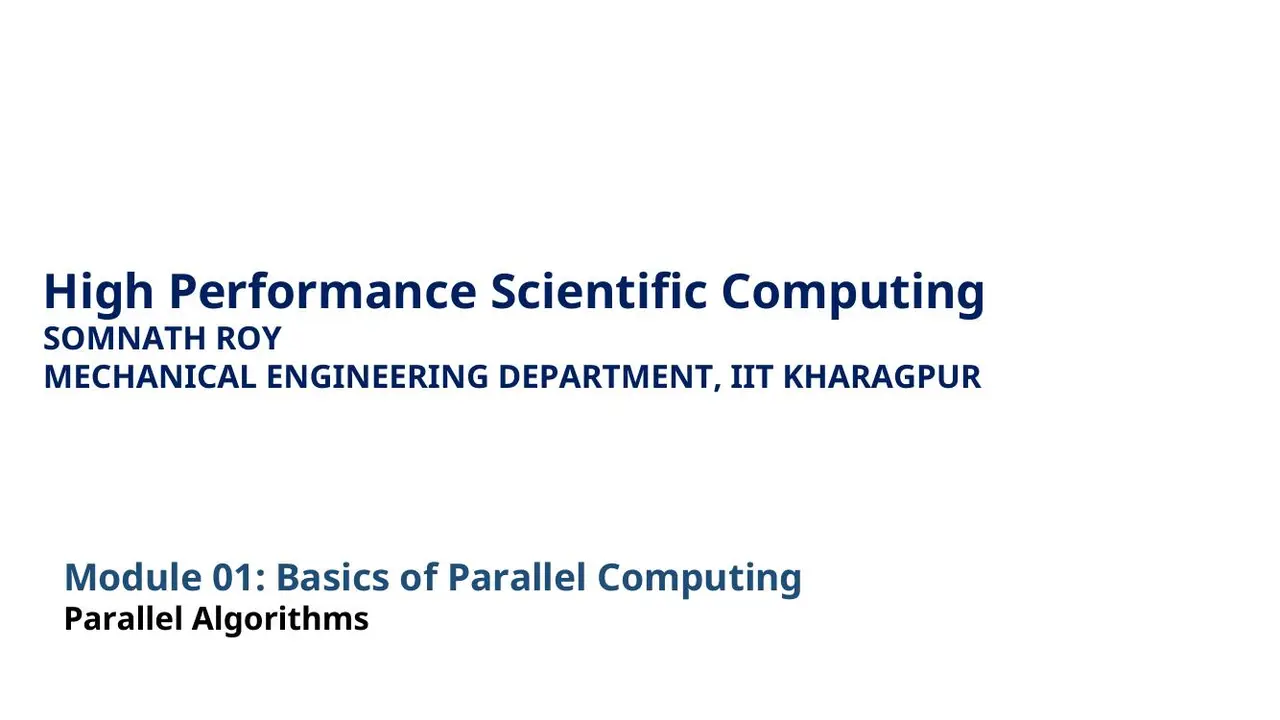 High Performance Scientific Computing
SOMNATH ROY
MECHANICAL ENGINEERING DEPARTMENT, IIT KHARAGPUR
Module 01: Basics of Parallel Computing
Parallel Algorithms